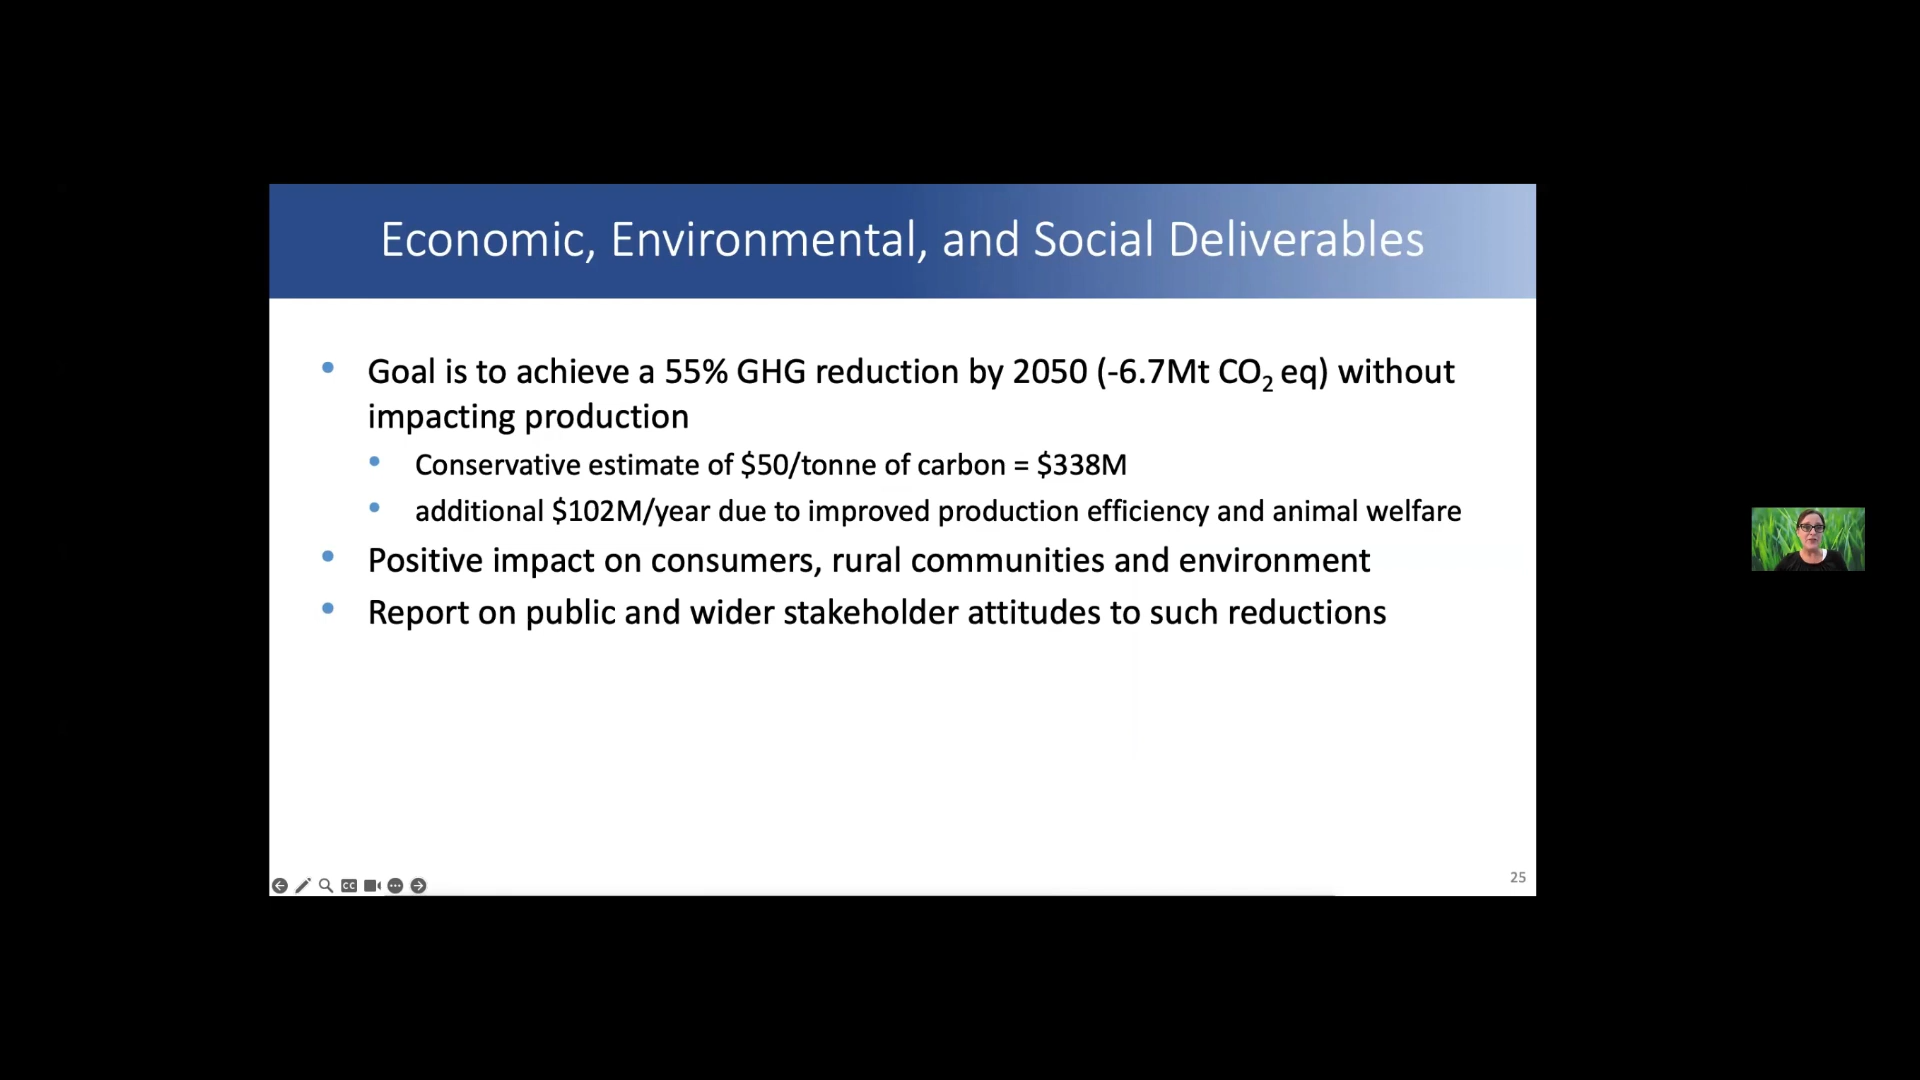 Economic, Environmental, and Social Deliverables
• Goal is to achieve a 55% GHG reduction by 2050 (-6.7Mt CO₂ eq) without
impacting production
• Conservative estimate of $50/tonne of carbon = $338M
• additional $102M/year due to improved production efficiency and animal welfare
• Positive impact on consumers, rural communities and environment
• Report on public and wider stakeholder attitudes to such reductions
CC
25